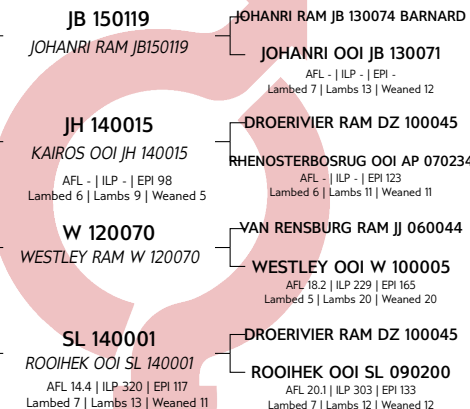 JB 150119
JOHANRI RAM JB150119
JOHANRI RAM JB 130074 BARNARD
JOHANRI OOI JB 130071
AFL - | ILP - | EPI -
Lambed 7 | Lambs 13 | Weaned 12
JH 140015
KAIROS OOI JH 140015
AFL - | ILP - | EPI 98
Lambed 6 | Lambs 9 | Weaned 5
DROERIVIER RAM DZ 100045
RHENOSTERBOSRUG OOI AP 070234
AFL - | ILP - | EPI 123
Lambed 6 | Lambs 11 | Weaned 11
W 120070
WESTLEY RAM W 120070
VAN RENSBURG RAM JJ 060044
WESTLEY OOI W 100005
AFL 18.2 | ILP 229 | EPI 165
Lambed 5 | Lambs 20 | Weaned 20
SL 140001
ROOIHEK OOI SL 140001
AFL 14.4 | ILP 320 | EPI 117
Lambed 7 | Lambs 13 | Weaned 11
DROERIVIER RAM DZ 100045
ROOIHEK OOI SL 090200
AFL 20.1 | ILP 303 | EPI 133
Lambed 7 | Lambs 12 | Weaned 12